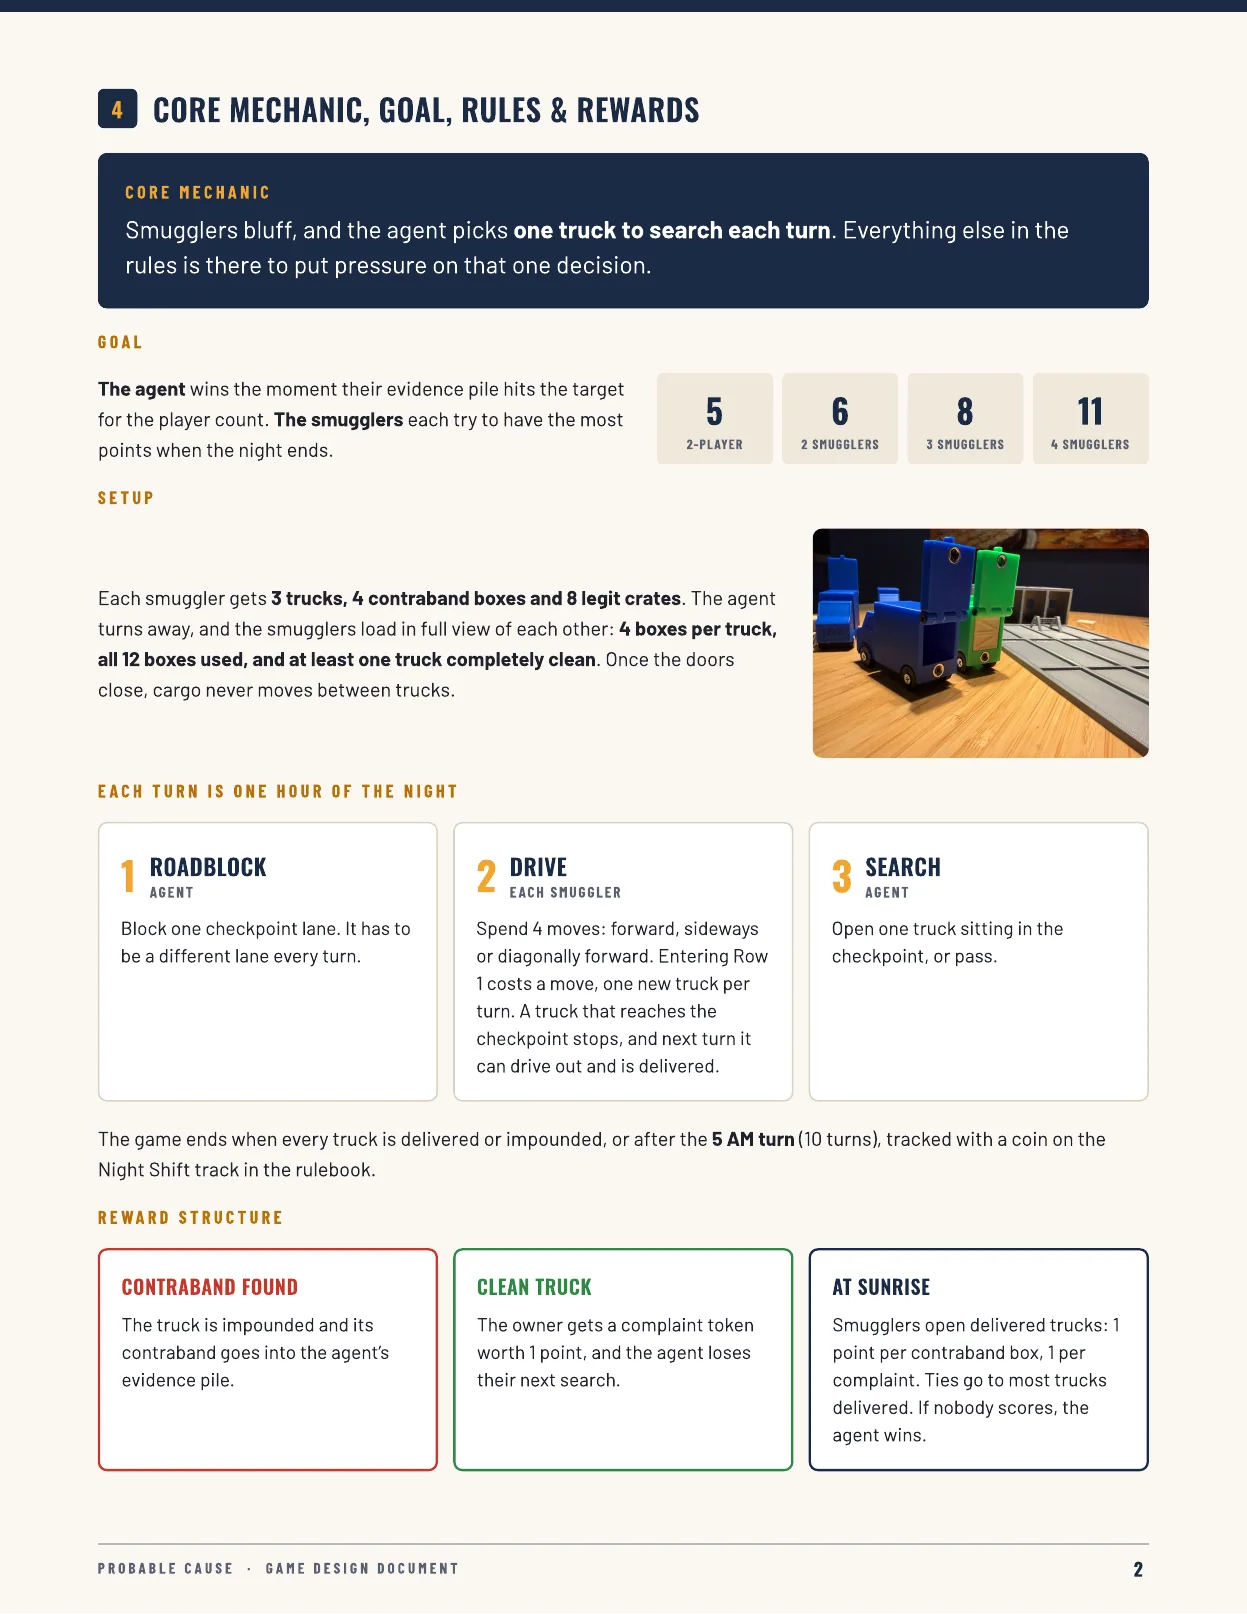 4 CORE MECHANIC, GOAL, RULES & REWARDS
CORE MECHANIC
Smugglers bluff, and the agent picks one truck to search each turn. Everything else in the
rules is there to put pressure on that one decision.
GOAL
The agent wins the moment their evidence pile hits the target
for the player count. The smugglers each try to have the most
points when the night ends.
5
2-PLAYER
6
2 SMUGGLERS
8
3 SMUGGLERS
11
4 SMUGGLERS
SETUP
Each smuggler gets 3 trucks, 4 contraband boxes and 8 legit crates. The agent
turns away, and the smugglers load in full view of each other: 4 boxes per truck,
all 12 boxes used, and at least one truck completely clean. Once the doors
close, cargo never moves between trucks.
EACH TURN IS ONE HOUR OF THE NIGHT
1 ROADBLOCK
AGENT
Block one checkpoint lane. It has to
be a different lane every turn.
2 DRIVE
EACH SMUGGLER
Spend 4 moves: forward, sideways
or diagonally forward. Entering Row
1 costs a move, one new truck per
turn. A truck that reaches the
checkpoint stops, and next turn it
can drive out and is delivered.
3 SEARCH
AGENT
Open one truck sitting in the
checkpoint, or pass.
The game ends when every truck is delivered or impounded, or after the 5 AM turn (10 turns), tracked with a coin on the
Night Shift track in the rulebook.
REWARD STRUCTURE
CONTRABAND FOUND
The truck is impounded and its
contraband goes into the agent’s
evidence pile.
CLEAN TRUCK
The owner gets a complaint token
worth 1 point, and the agent loses
their next search.
AT SUNRISE
Smugglers open delivered trucks: 1
point per contraband box, 1 per
complaint. Ties go to most trucks
delivered. If nobody scores, the
agent wins.
PROBABLE CAUSE · GAME DESIGN DOCUMENT
2